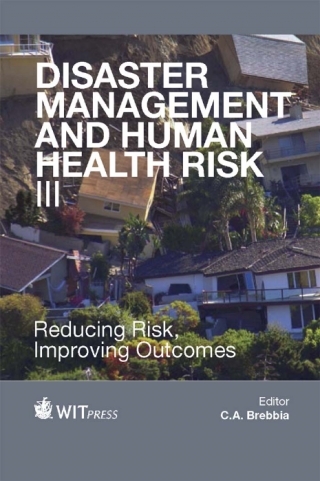 DISASTER
MANAGEMENT
AND HUMAN
HEALTH RISK
III
Reducing Risk,
Improving Outcomes
WIT PRESS
Editor
C.A. Brebbia